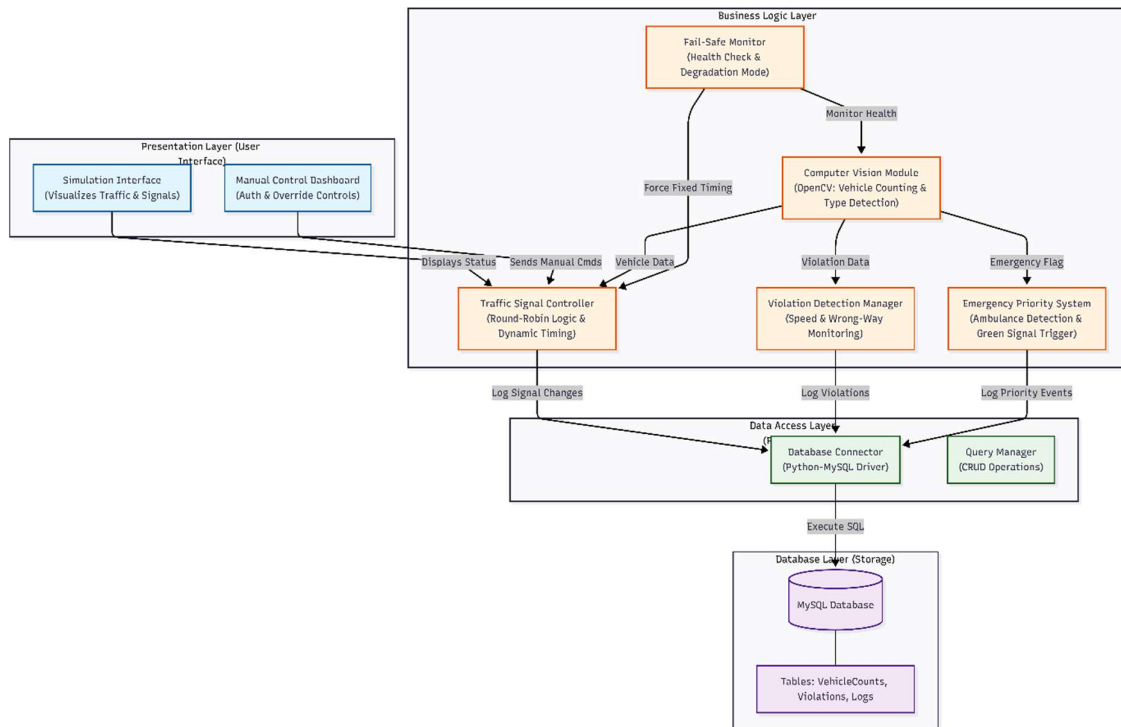 Business Logic Layer
Fail-Safe Monitor
(Health Check &
Degradation Mode)
Monitor Health
Presentation Layer (User
Interface)
Simulation Interface
(Visualizes Traffic & Signals)
Manual Control Dashboard
(Auth & Override Controls)
Force Fixed Timing
Computer Vision Module
(OpenCV: Vehicle Counting &
Type Detection)
Displays Status
Sends Manual Cmds
Vehicle Data
Violation Data
Emergency Flag
Traffic Signal Controller
(Round-Robin Logic &
Dynamic Timing)
Violation Detection Manager
(Speed & Wrong-Way
Monitoring)
Emergency Priority System
(Ambulance Detection &
Green Signal Trigger)
Log Signal Changes
Log Violations
Log Priority Events
Data Access Layer
Database Connector
(Python-MySQL Driver)
Query Manager
(CRUD Operations)
Execute SQL
Database Layer (Storage)
MySQL Database
Tables: VehicleCounts,
Violations, Logs